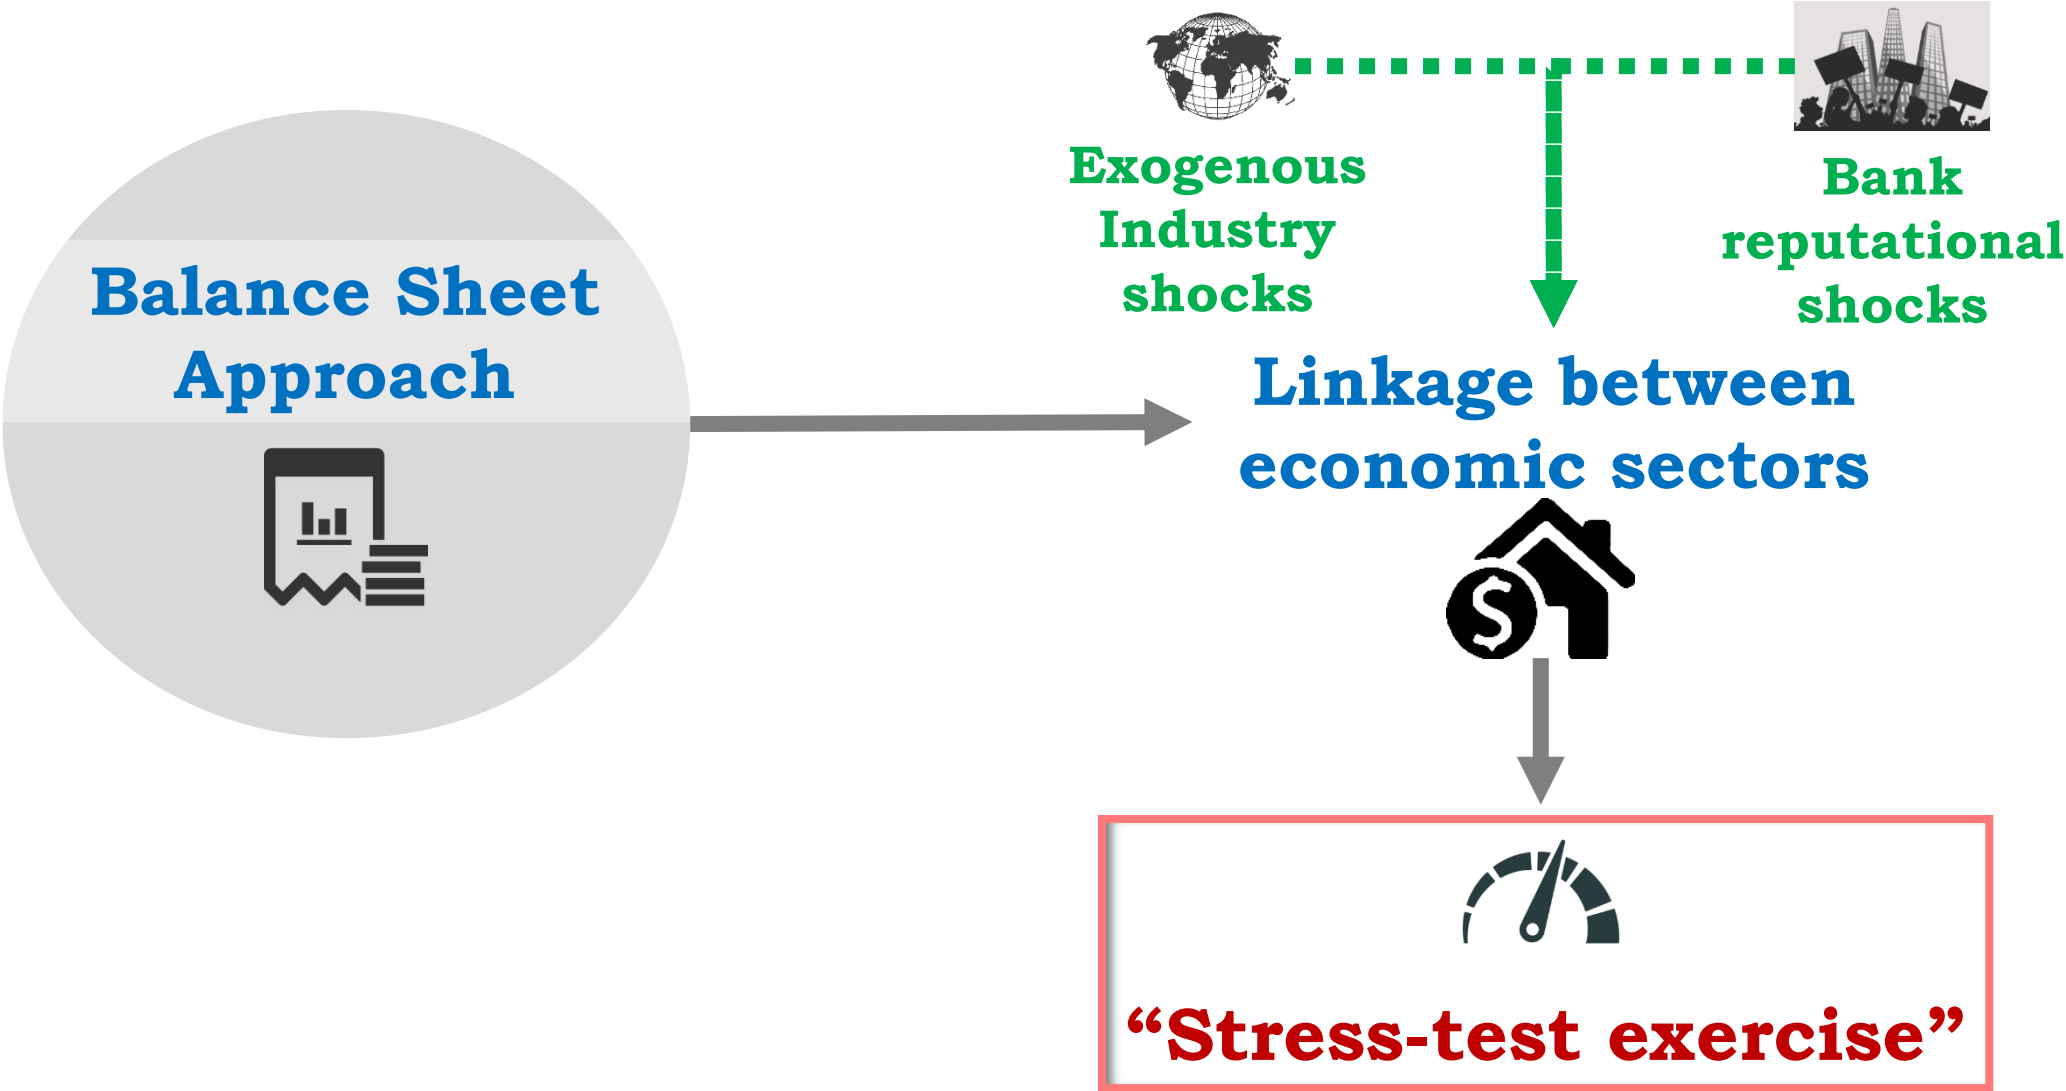 Balance Sheet
Approach
Exogenous
Industry
shocks
Bank
reputational
shocks
Linkage between
economic sectors
$
“Stress-test exercise”